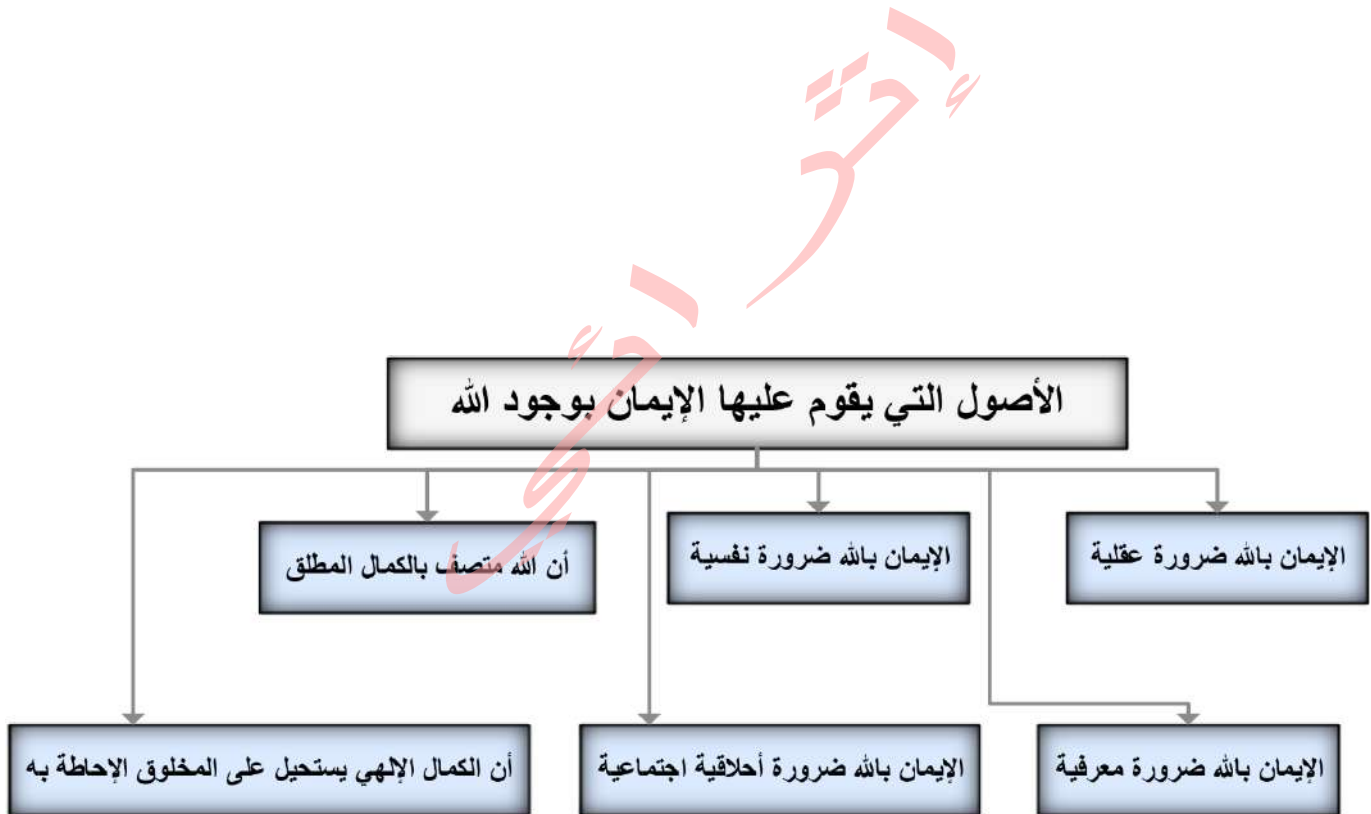 الأصول التي يقوم عليها الإيمان بوجود الله
الإيمان بالله ضرورة عقلية
الإيمان بالله ضرورة نفسية
أن الله متصف بالكمال المطلق
الإيمان بالله ضرورة معرفية
الإيمان بالله ضرورة أحلاقية اجتماعية
أن الكمال الإلهي يستحيل على المخلوق الإحاطة به